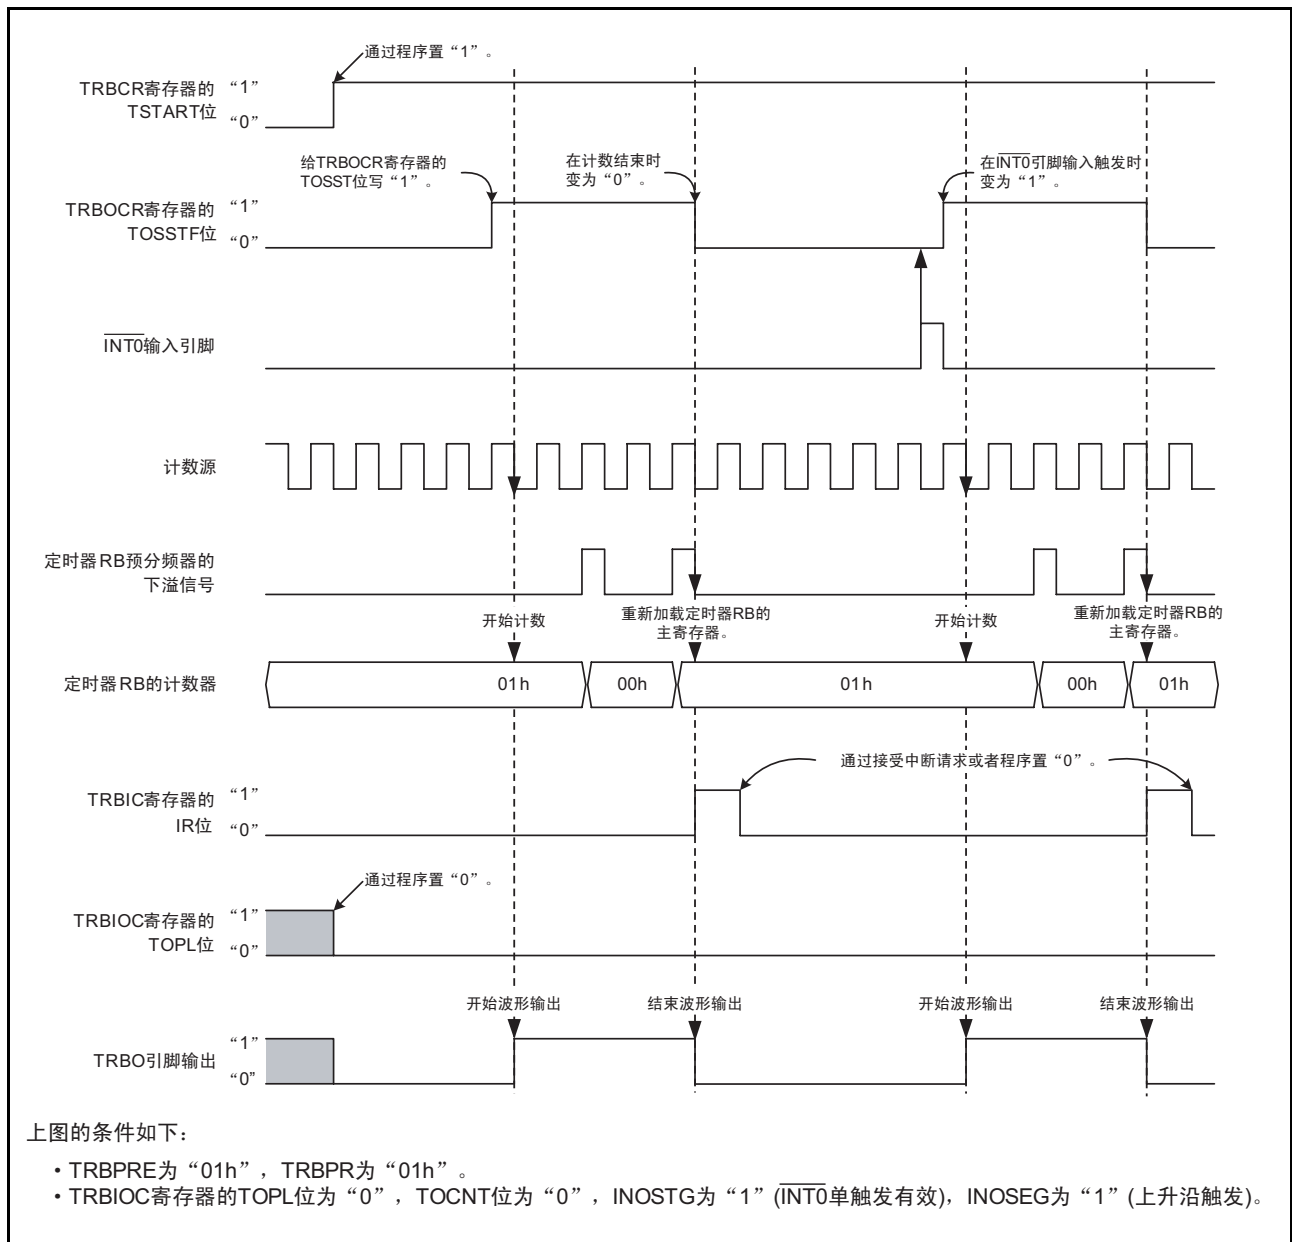 通过程序置“1”。
TRBCR寄存器的 “1”
TSTART位 “0”
给TRBOCR寄存器的
TOSST位写“1”。
在计数结束时
变为“0”。
在INT0引脚输入触发时
变为“1”。
TRBOCR寄存器的 “1”
TOSSTF位 “0”
INT0输入引脚
计数源
定时器RB预分频器的
下溢信号
开始计数
重新加载定时器RB的
主寄存器。
开始计数
重新加载定时器RB的
主寄存器。
定时器RB的计数器 01h 00h 01h 00h 01h
通过接受中断请求或者程序置“0”。
TRBIC寄存器的 “1”
IR位 “0”
通过程序置“0”。
TRBIOC寄存器的 “1”
TOPL位 “0”
开始波形输出 结束波形输出 开始波形输出 结束波形输出
“1”
TRBO引脚输出
“0”
上图的条件如下：
• TRBPRE为“01h”，TRBPR为“01h”。
• TRBIOC寄存器的TOPL位为“0”，TOCNT位为“0”，INOSTG为“1”(INT0单触发有效)，INOSEG为“1”(上升沿触发)。